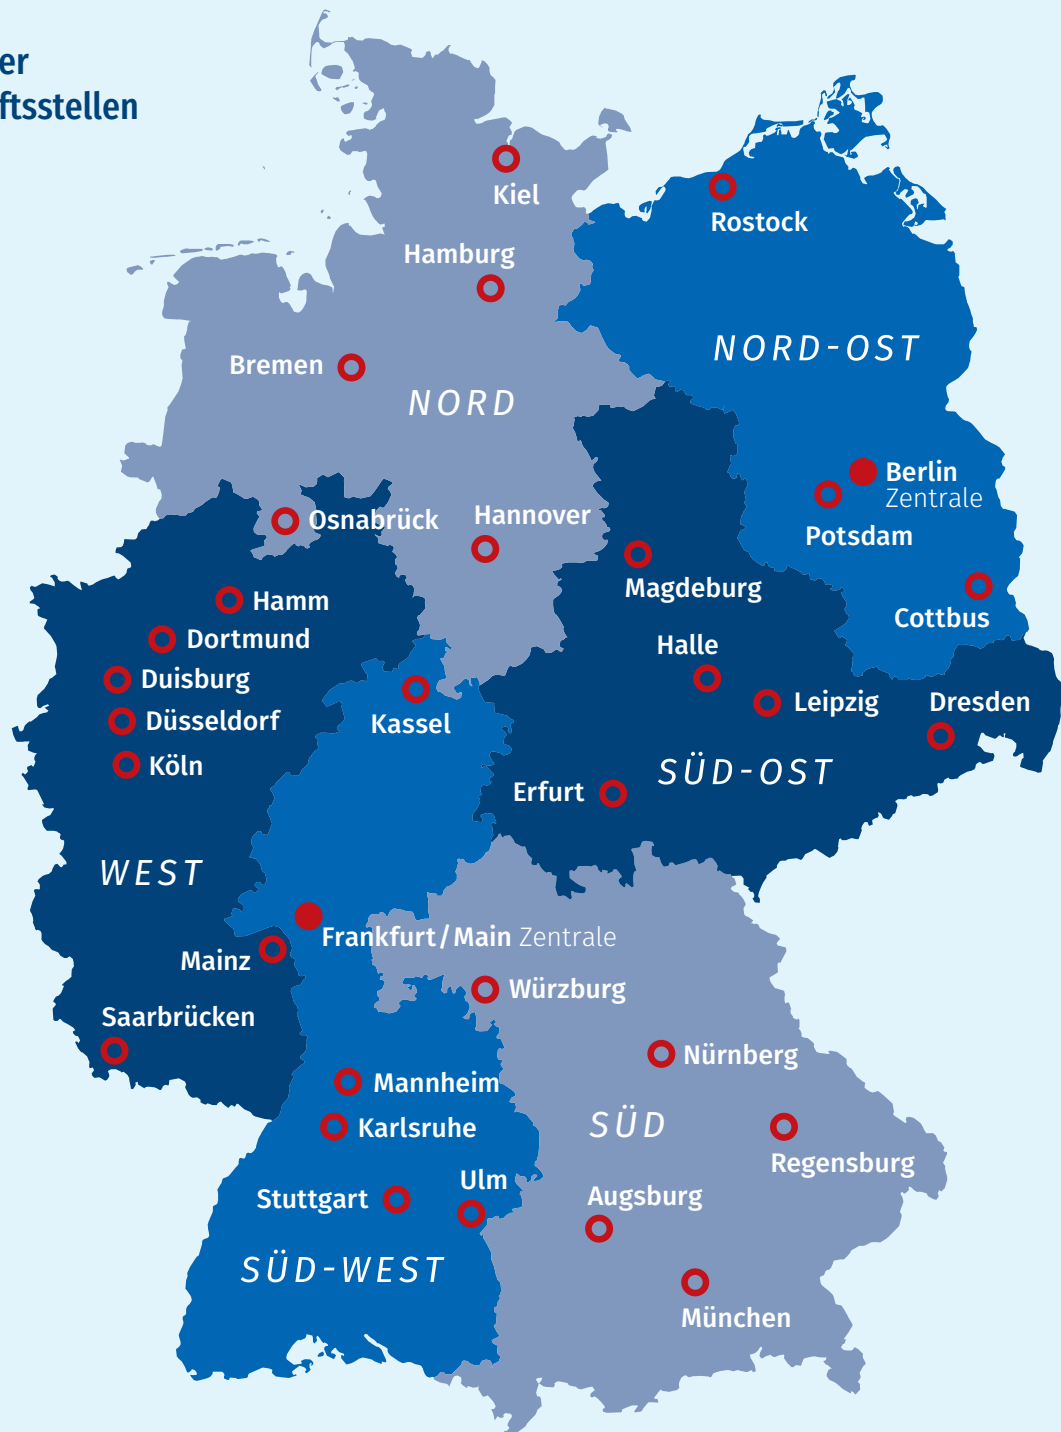 er
ftsstellen
Kiel
Rostock
Hamburg
NORD-OST
Bremen
NORD
Berlin
Zentrale
Osnabrück
Hannover
Potsdam
Magdeburg
Hamm
Cottbus
Dortmund
Halle
Duisburg
Leipzig
Dresden
Düsseldorf
Kassel
Köln
SÜD-OST
Erfurt
WEST
Frankfurt/Main Zentrale
Mainz
Würzburg
Saarbrücken
Nürnberg
Mannheim
Karlsruhe
SÜD
Regensburg
Ulm
Stuttgart
Augsburg
SÜD-WEST
München